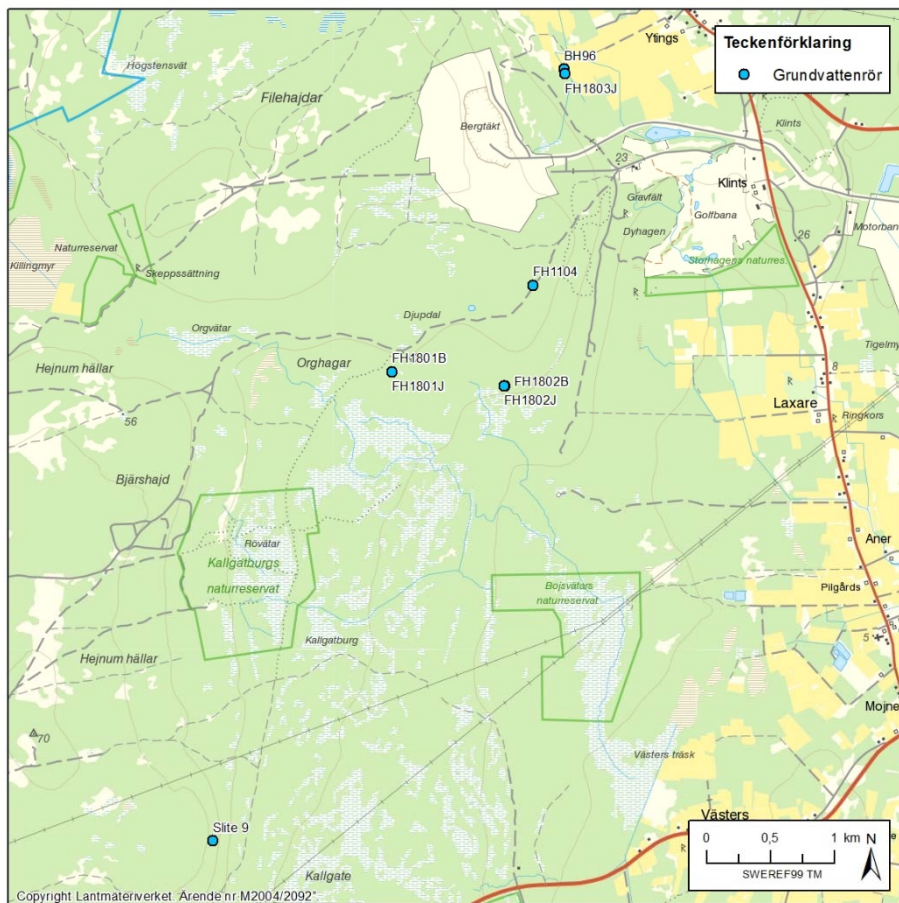 Högstensvät
Filehajdar
Ytings
BH96
FH1803J
Teckenförklaring
Grundvattenrör
Bergtäkt
Klints
23
7
Klints
Gravfält
Golfbana
Dyhagen
26
Motorban
Naturreservat
Killingmyr
Skeppssättning
Storhagens naturres.
FH1104
Djupdal
Orgvätar
Orghagar
Hejnum hällar
FH1801B
FH1801J
FH1802B
FH1802J
Tigelmy
8
Laxare
Ringkors
56
Bjärshajd
Rövätar
Kallgatburgs
naturreservat
Bojsvätars
naturreservat
Aner
Pilgårds
5
Kallgatburg
Hejnum hällar
Mojne
70
Västers träsk
Slite 9
Västers
Kallgate
0 0,5 1 km
N
SWEREF99 TM
Copyright Lantmäteriverket. Ärende nr M2004/2092"